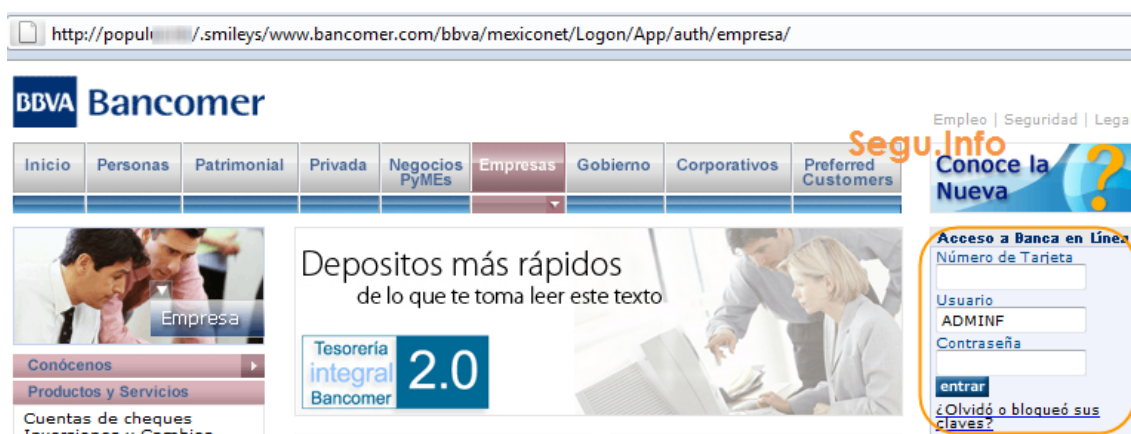 http://popul /.smileys/www.bancomer.com/bbva/mexiconet/Logon/App/auth/empresa/
BBVA Bancomer
Empleo | Seguridad | Lega
Segu.Info
Inicio
Personas
Patrimonial
Privada
Negocios
PyMEs
Empresas
Gobierno
Corporativos
Preferred
Customers
Conoce la
Nueva
?
Empresa
Conócenos
Productos y Servicios
Cuentas de cheques
Depositos más rápidos
de lo que te toma leer este texto
Tesorería
integral
Bancomer
2.0
Acceso a Banca en Línea
Número de Tarjeta
Usuario
ADMINF
Contraseña
entrar
¿Olvidó o bloqueó sus
claves?